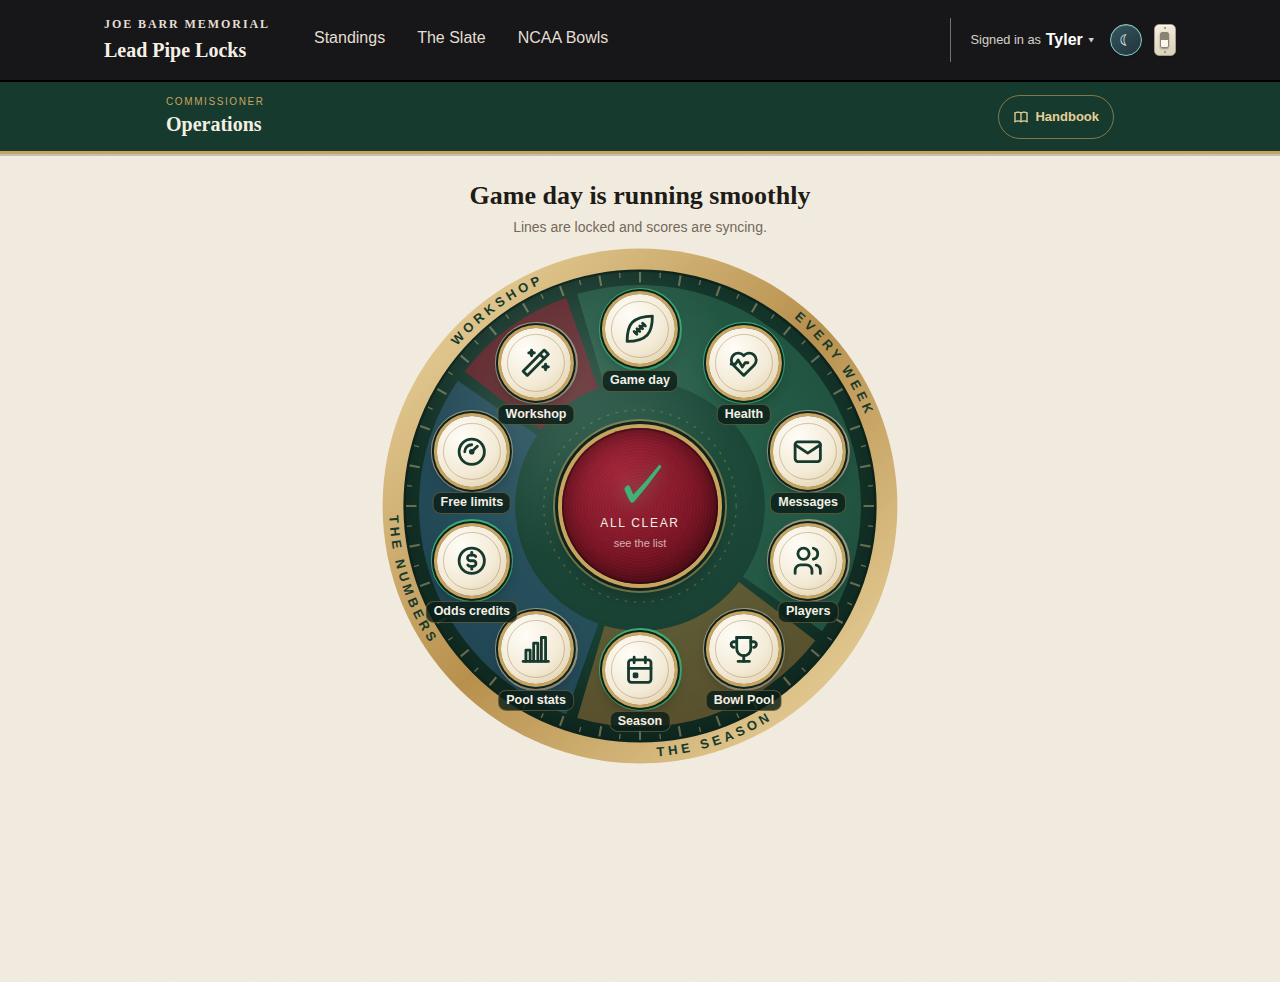 JOE BARR MEMORIAL
Lead Pipe Locks
Standings
The Slate
NCAA Bowls
Signed in as Tyler
COMMISSIONER
Operations
Handbook
Game day is running smoothly
Lines are locked and scores are syncing.
WORKSHOP
EVERY WEEK
THE NUMBERS
THE SEASON
Game day
Workshop
Health
Free limits
Messages
ALL CLEAR
see the list
Odds credits
Players
Pool stats
Bowl Pool
Season